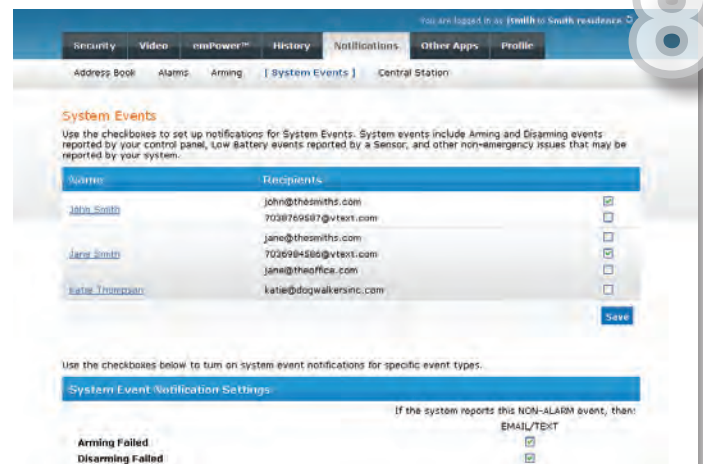 You are logged in as jsmith to Smith residence
8
Security Video emPower™ History Notifications Other Apps Profile
Address Book Alarms Arming [ System Events ] Central Station
System Events
Use the checkboxes to set up notifications for System Events. System events include Arming and Disarming events
reported by your control panel, Low Battery events reported by a Sensor, and other non-emergency issues that may be
reported by your system.
Name Recipients
John Smith
john@thesmiths.com
7038769587@vtext.com
Jane Smith
jane@thesmiths.com
7036984586@vtext.com
jane@theoffice.com
Katie Thompson katie@dogwalkersinc.com
Save
Use the checkboxes below to turn on system event notifications for specific event types.
System Event Notification Settings
If the system reports this NON-ALARM event, then:
EMAIL/TEXT
Arming Failed
Disarming Failed